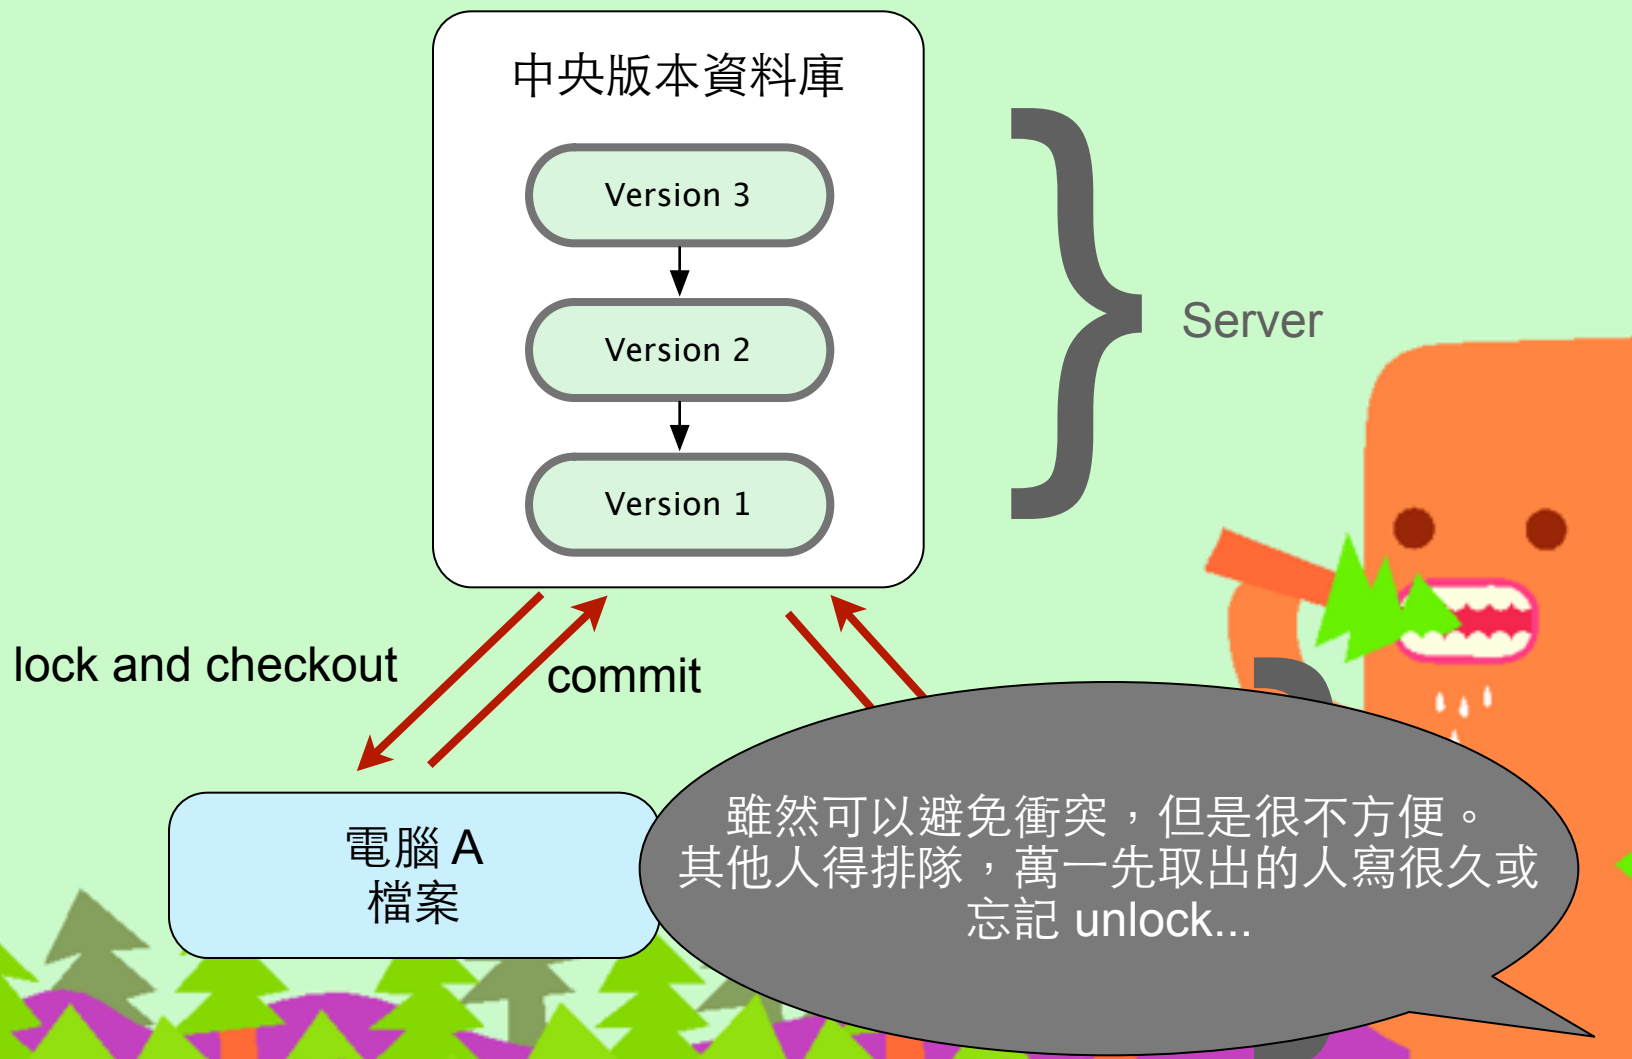 中央版本資料庫
Version 3
Version 2
Version 1
Server
lock and checkout
commit
電腦 A
檔案
雖然可以避免衝突，但是很不方便。
其他人得排隊，萬一先取出的人寫很久或
忘記 unlock...